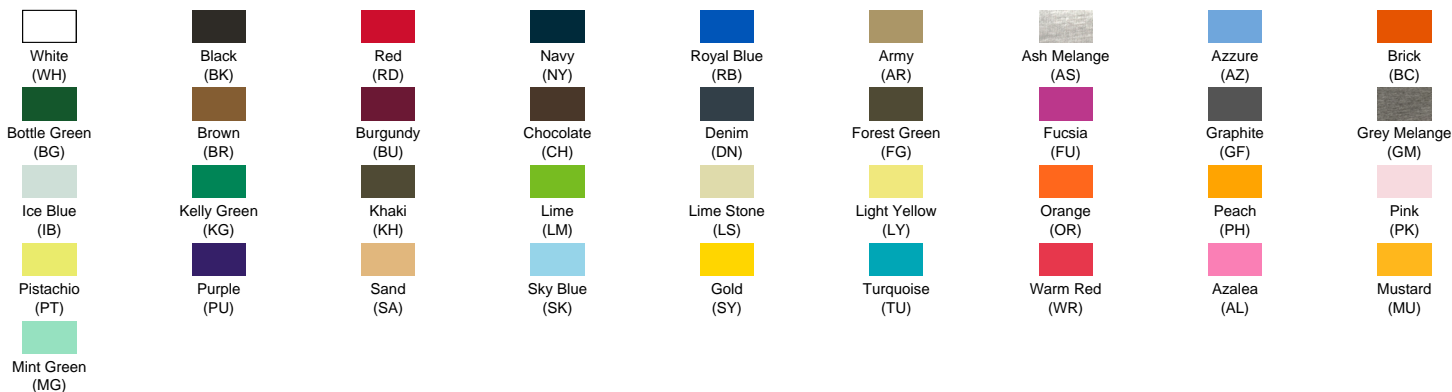 White
(WH)
Black
(BK)
Red
(RD)
Navy
(NY)
Royal Blue
(RB)
Army
(AR)
Ash Melange
(AS)
Azzure
(AZ)
Brick
(BC)
Bottle Green
(BG)
Brown
(BR)
Burgundy
(BU)
Chocolate
(CH)
Denim
(DN)
Forest Green
(FG)
Fucsia
(FU)
Graphite
(GF)
Grey Melange
(GM)
Ice Blue
(IB)
Kelly Green
(KG)
Khaki
(KH)
Lime
(LM)
Lime Stone
(LS)
Light Yellow
(LY)
Orange
(OR)
Peach
(PH)
Pink
(PK)
Pistachio
(PT)
Purple
(PU)
Sand
(SA)
Sky Blue
(SK)
Gold
(SY)
Turquoise
(TU)
Warm Red
(WR)
Azalea
(AL)
Mustard
(MU)
Mint Green
(MG)